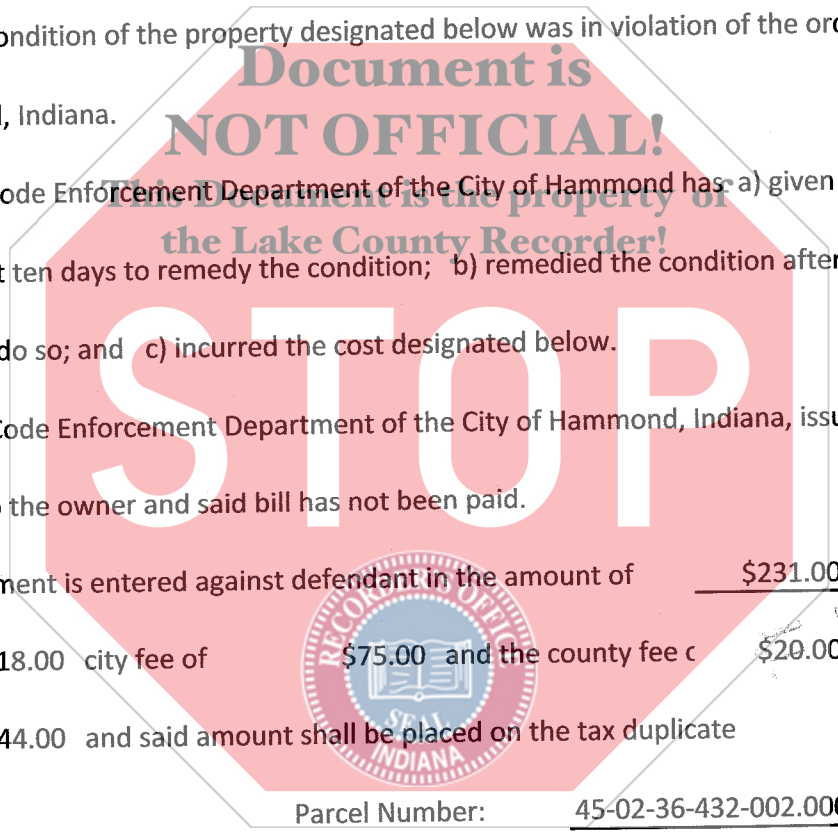 ondition of the property designated below was in violation of the ord
Document is
, Indiana.
NOT OFFICIAL!
ode Enforcement Department of the City of Hammond has a) given
This Document is the property of
the Lake County Recorder!
t ten days to remedy the condition; b) remedied the condition after
STOP
do so; and c) incurred the cost designated below.
Code Enforcement Department of the City of Hammond, Indiana, issu
the owner and said bill has not been paid.
ment is entered against defendant in the amount of $231.00
18.00 city fee of $75.00 and the county fee c $20.00
RECORDER'S OFFIC
SEAL
INDIANA
44.00 and said amount shall be placed on the tax duplicate
Parcel Number: 45-02-36-432-002.000